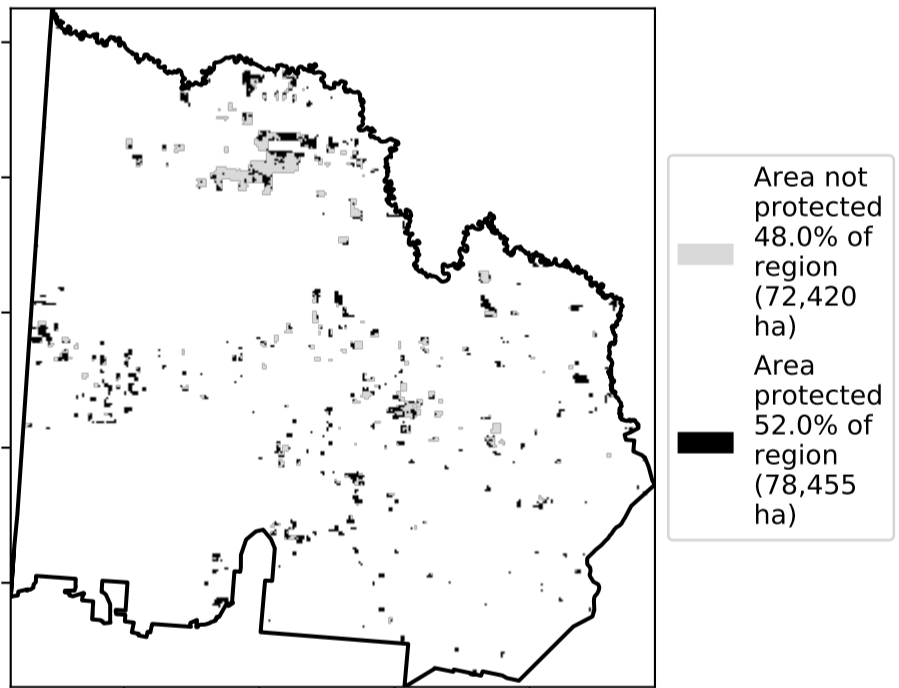 Area not
protected
48.0% of
region
(72,420
ha)
Area
protected
52.0% of
region
(78,455
ha)